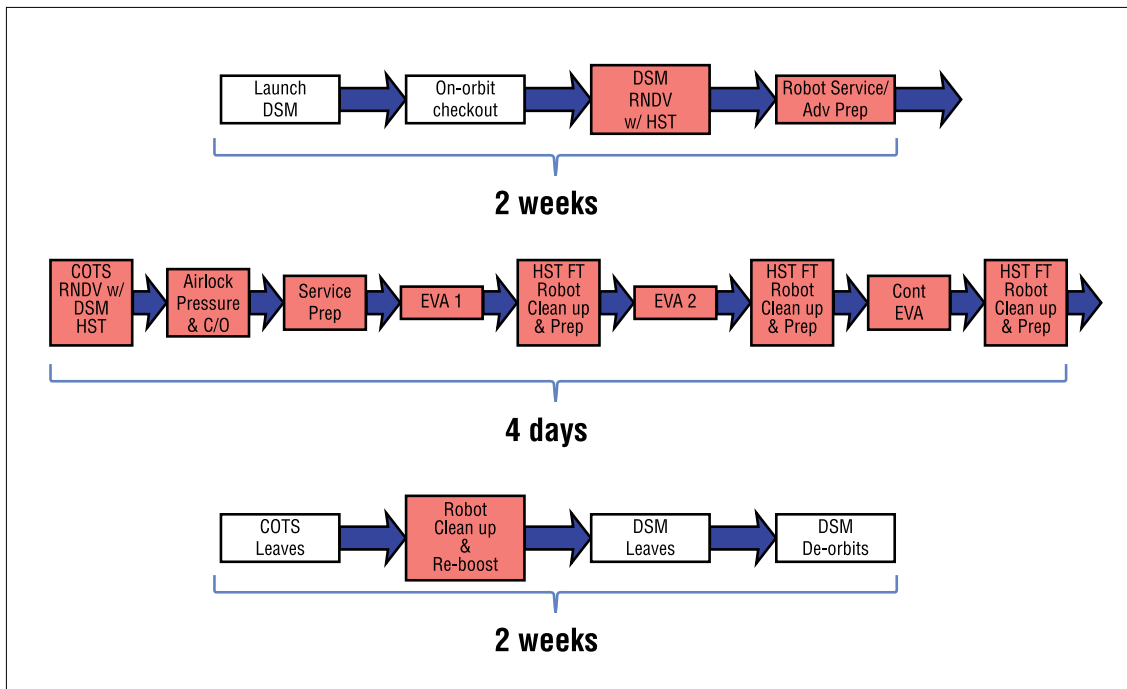 Launch
DSM
On-orbit
checkout
DSM
RNDV
w/ HST
Robot Service/
Adv Prep
2 weeks
COTS
RNDV w/
DSM
HST
Airlock
Pressure
& C/O
Service
Prep
EVA 1
HST FT
Robot
Clean up
& Prep
EVA 2
HST FT
Robot
Clean up
& Prep
Cont
EVA
HST FT
Robot
Clean up
& Prep
4 days
COTS
Leaves
Robot
Clean up
&
Re-boost
DSM
Leaves
DSM
De-orbits
2 weeks